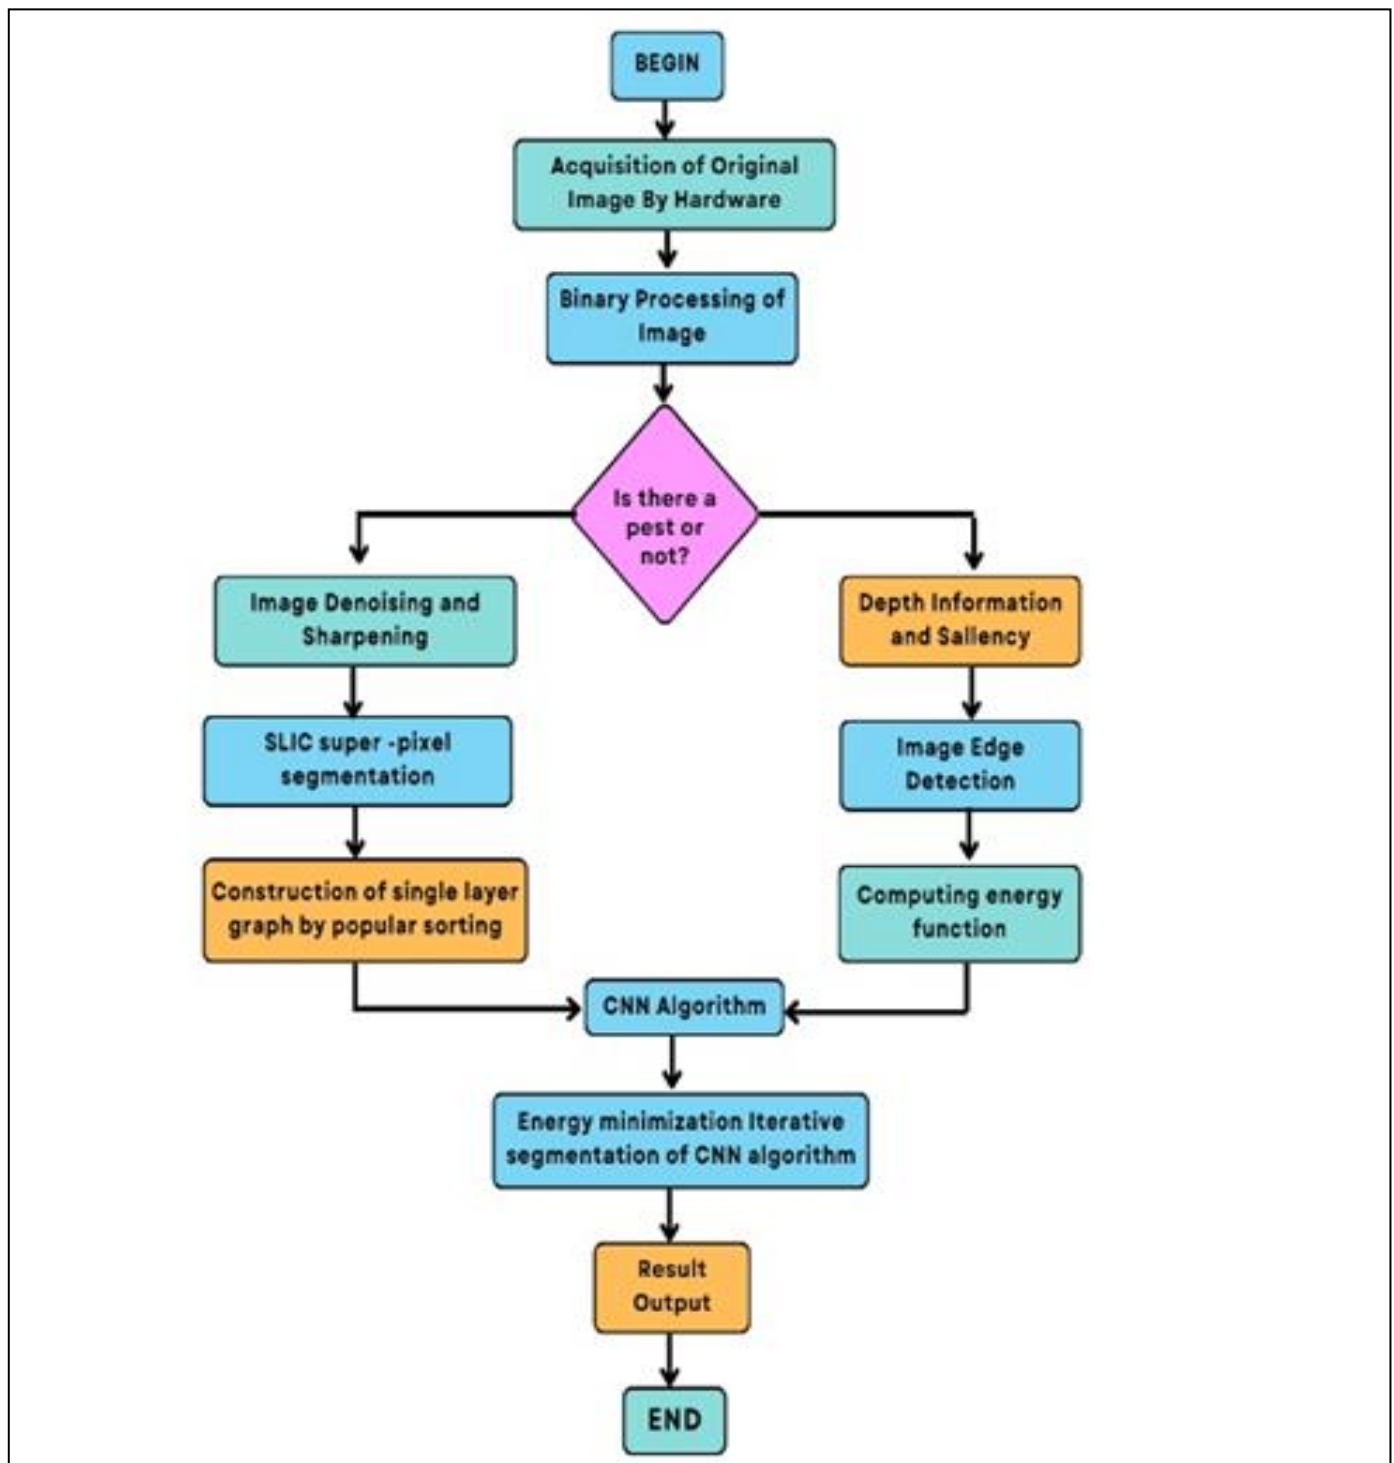 BEGIN
Acquisition of Original
Image By Hardware
Binary Processing of
Image
Is there a
pest or
not?
Image Denoising and
Sharpening
SLIC super -pixel
segmentation
Construction of single layer
graph by popular sorting
Depth Information
and Saliency
Image Edge
Detection
Computing energy
function
CNN Algorithm
Energy minimization Iterative
segmentation of CNN algorithm
Result
Output
END